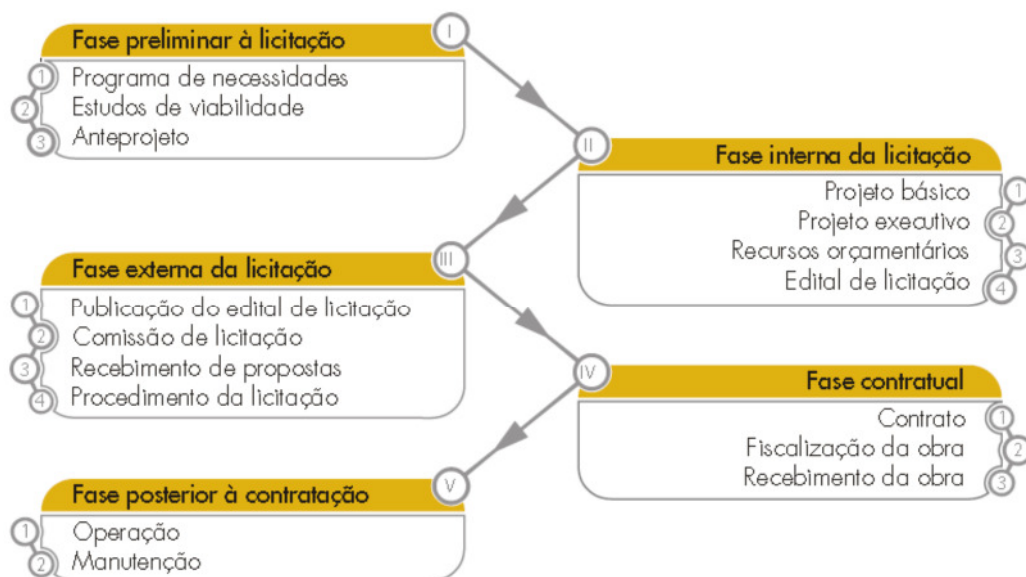 I
Fase preliminar à licitação
1 Programa de necessidades
2 Estudos de viabilidade
3 Anteprojeto
II
Fase interna da licitação
Projeto básico 1
Projeto executivo 2
Recursos orçamentários 3
Edital de licitação 4
III
Fase externa da licitação
1 Publicação do edital de licitação
2 Comissão de licitação
3 Recebimento de propostas
4 Procedimento da licitação
IV
Fase contratual
Contrato 1
Fiscalização da obra 2
Recebimento da obra 3
V
Fase posterior à contratação
1 Operação
2 Manutenção